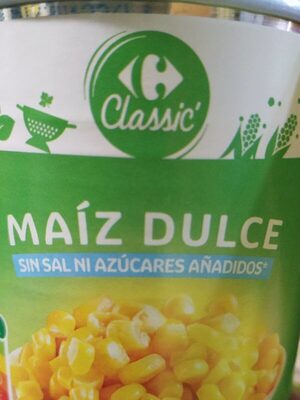 Classic'
MAÍZ DULCE
SIN SAL NI AZÚCARES AÑADIDOS*